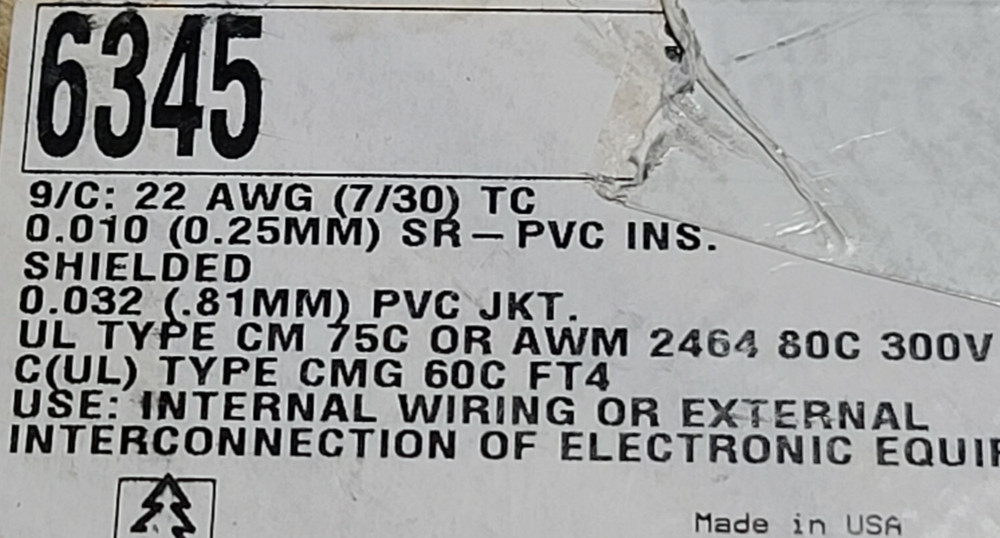 6345
9/C: 22 AWG (7/30) TC
0.010 (0.25MM) SR – PVC INS.
SHIELDED
0.032 (.81MM) PVC JKT.
UL TYPE CM 75C OR AWM 2464 80C 300V
C(UL) TYPE CMG 60C FT4
USE: INTERNAL WIRING OR EXTERNAL
INTERCONNECTION OF ELECTRONIC
Made in USA